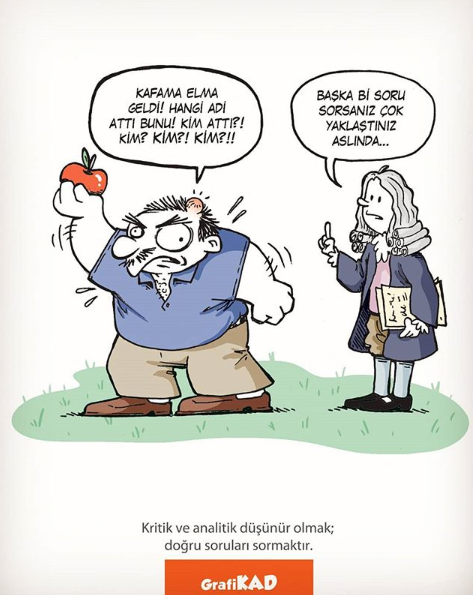 KAFAMA ELMA
GELDİ! HANGİ ADİ
ATTI BUNU! KİM ATTI?!
KİM? KİM?! KİM?!!
BAŞKA Bİ SORU
SORSANIZ ÇOK
YAKLAŞTINIZ
ASLINDA...
Kritik ve analitik düşünür olmak;
doğru soruları sormaktır.
GrafiKAD